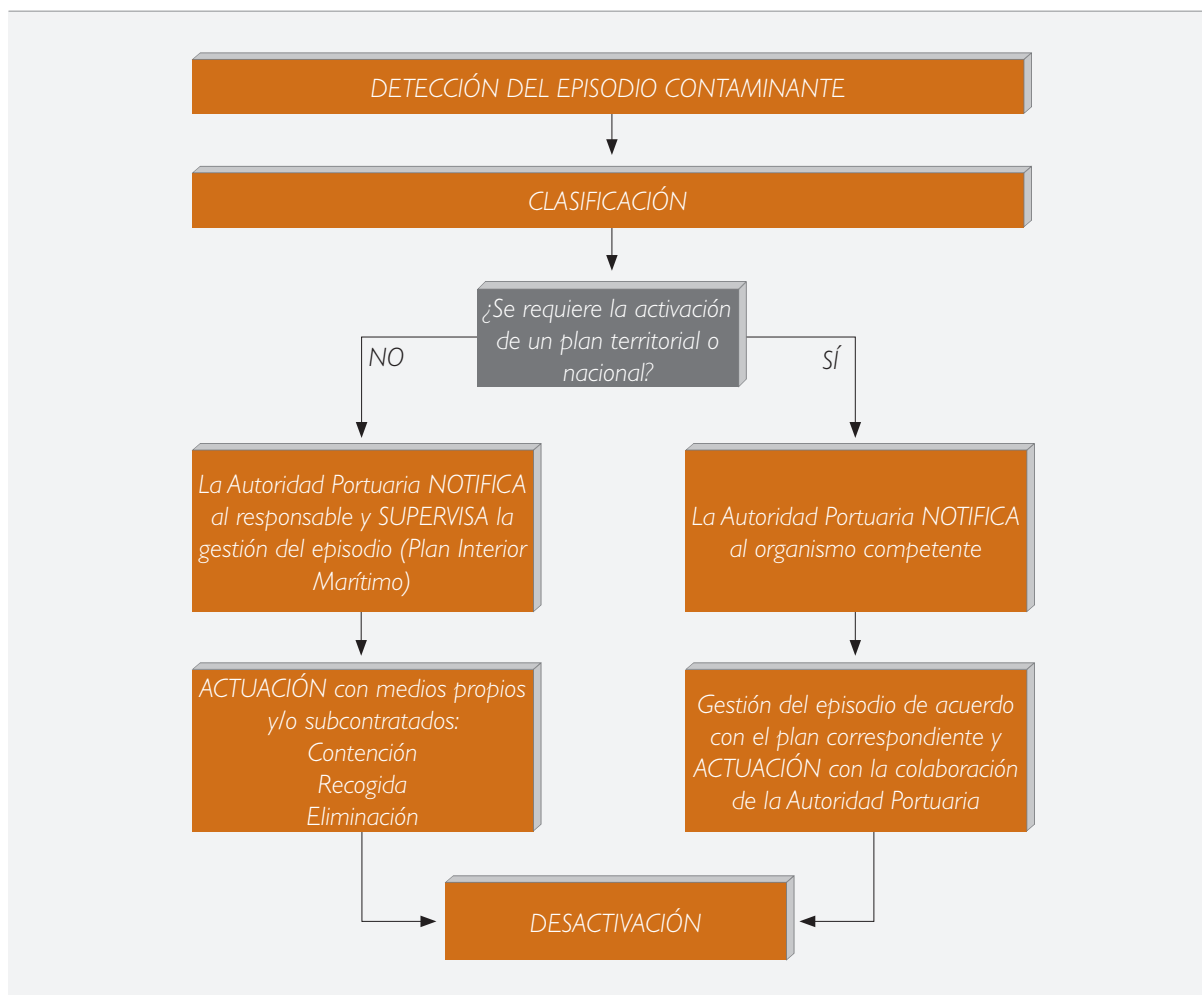 DETECCIÓN DEL EPISODIO CONTAMINANTE
CLASIFICACIÓN
¿Se requiere la activación
de un plan territorial o
nacional?
NO
SÍ
La Autoridad Portuaria NOTIFICA
al responsable y SUPERVISA la
gestión del episodio (Plan Interior
Marítimo)
La Autoridad Portuaria NOTIFICA
al organismo competente
ACTUACIÓN con medios propios
y/o subcontratados:
Contención
Recogida
Eliminación
Gestión del episodio de acuerdo
con el plan correspondiente y
ACTUACIÓN con la colaboración
de la Autoridad Portuaria
DESACTIVACIÓN